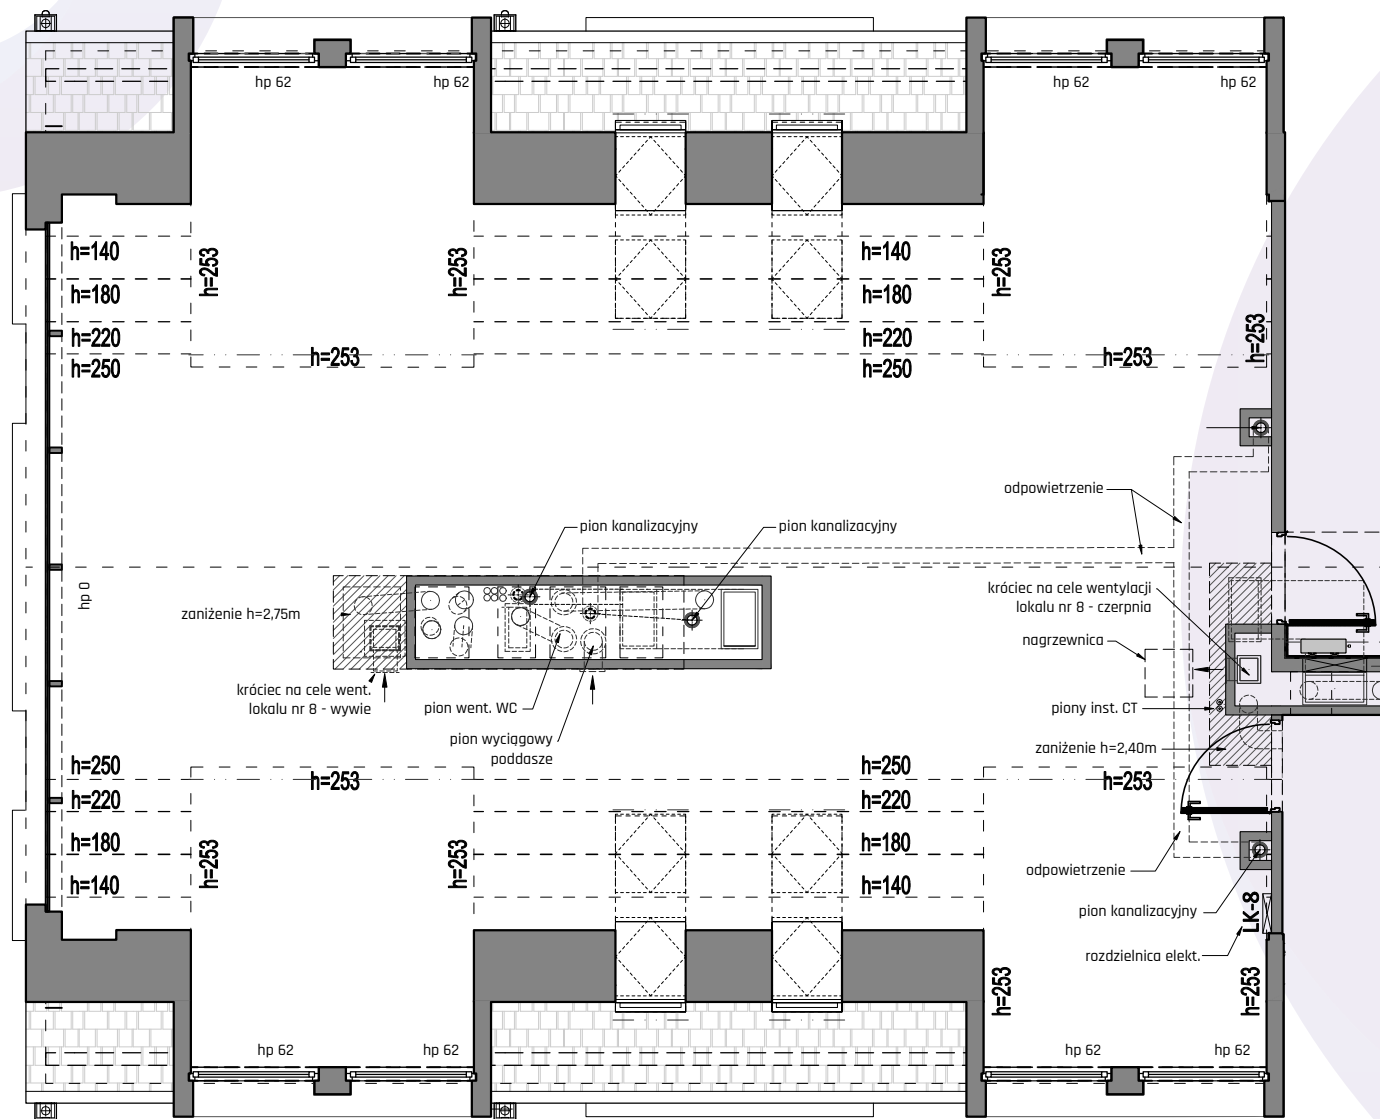 hp 62
hp 62
hp 62
hp 62
h=140
h=180
h=220
h=250
h=253
h=253
h=253
h=140
h=180
h=220
h=250
h=253
h=253
h=253
odpowietrzenie
pion kanalizacyjny
pion kanalizacyjny
hp 0
zaniżenie h=2,75m
króciec na cele wentylacji
lokalu nr 8 - czerpnia
nagrzewnica
króciec na cele went.
lokalu nr 8 - wywie
pion went. WC
pion wyciągowy
poddasze
piony inst. CT
zaniżenie h=2,40m
h=250
h=220
h=180
h=140
h=253
h=253
h=253
h=250
h=220
h=180
h=140
h=253
odpowietrzenie
pion kanalizacyjny
LK-8
rozdzielnica elekt.
h=253
h=253
hp 62
hp 62
hp 62
hp 62